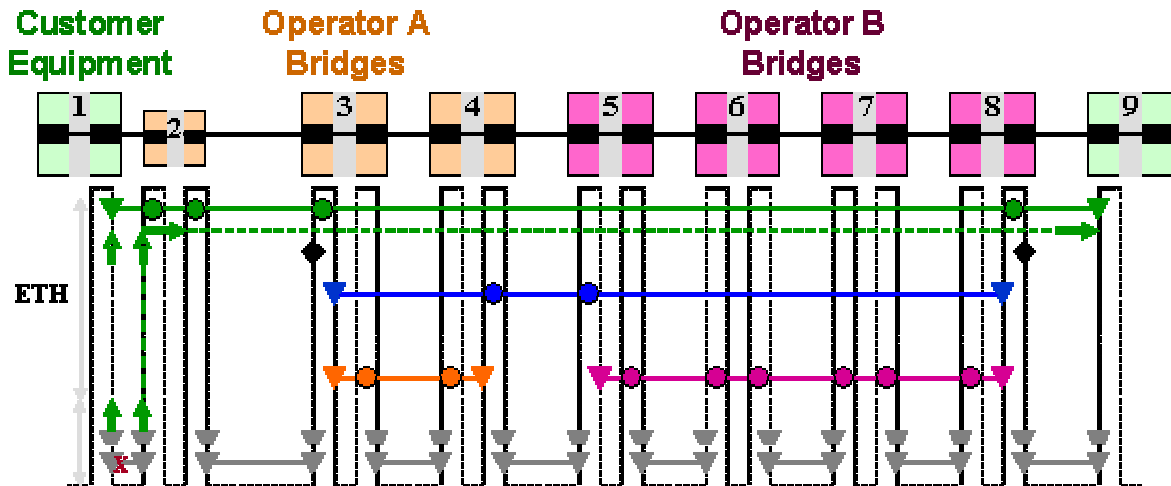 Customer
Equipment
Operator A
Bridges
Operator B
Bridges
1
2
3
4
5
6
7
8
9
ETH
X